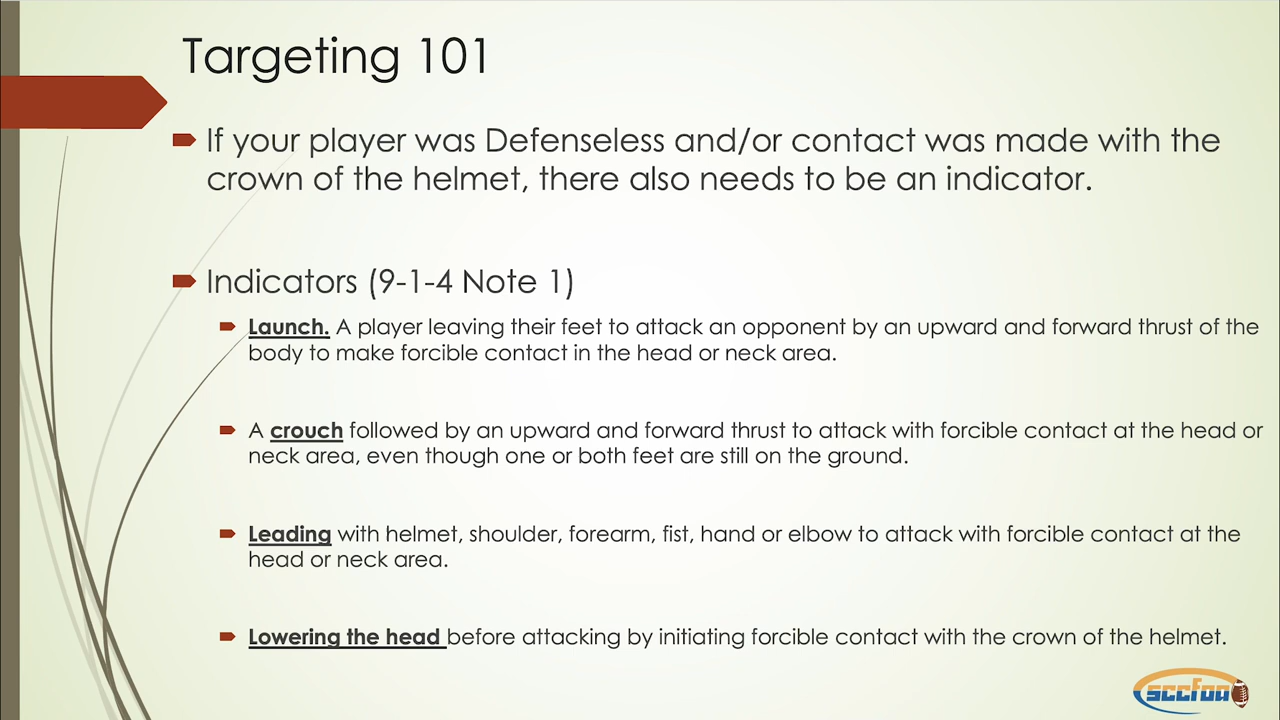 Targeting 101
If your player was Defenseless and/or contact was made with the
crown of the helmet, there also needs to be an indicator.
Indicators (9-1-4 Note 1)
Launch. A player leaving their feet to attack an opponent by an upward and forward thrust of the
body to make forcible contact in the head or neck area.
A crouch followed by an upward and forward thrust to attack with forcible contact at the head or
neck area, even though one or both feet are still on the ground.
Leading with helmet, shoulder, forearm, fist, hand or elbow to attack with forcible contact at the
head or neck area.
Lowering the head before attacking by initiating forcible contact with the crown of the helmet.
sccfoa